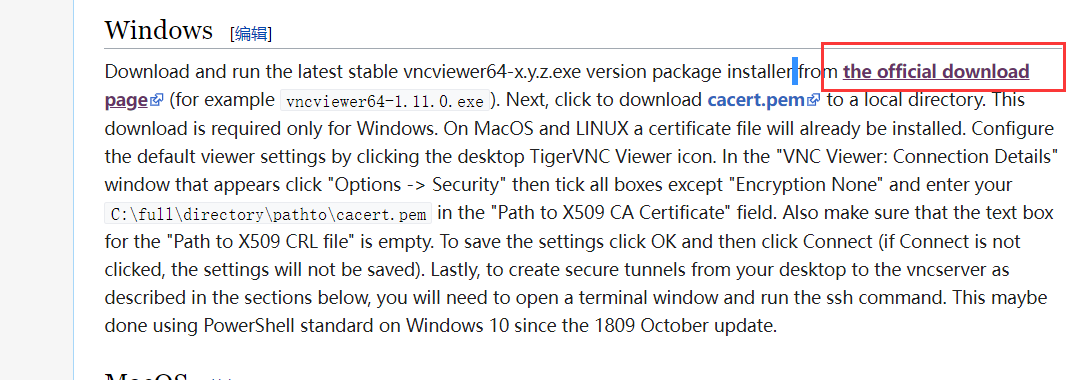 Windows [编辑]
Download and run the latest stable vncviewer64-x.y.z.exe version package installer from the official download
page (for example vncviewer64-1.11.0.exe). Next, click to download cacert.pem to a local directory. This
download is required only for Windows. On MacOS and LINUX a certificate file will already be installed. Configure
the default viewer settings by clicking the desktop TigerVNC Viewer icon. In the "VNC Viewer: Connection Details"
window that appears click "Options -> Security" then tick all boxes except "Encryption None" and enter your
C:\full\directory\pathto\cacert.pem in the "Path to X509 CA Certificate" field. Also make sure that the text box
for the "Path to X509 CRL file" is empty. To save the settings click OK and then click Connect (if Connect is not
clicked, the settings will not be saved). Lastly, to create secure tunnels from your desktop to the vncserver as
described in the sections below, you will need to open a terminal window and run the ssh command. This maybe
done using PowerShell standard on Windows 10 since the 1809 October update.
MacOS